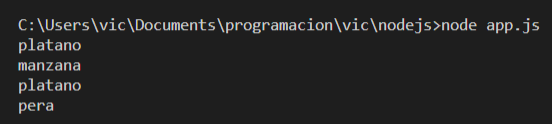 C:\Users\vic\Documents\programacion\vic\nodejs>node app.js
platano
manzana
platano
pera